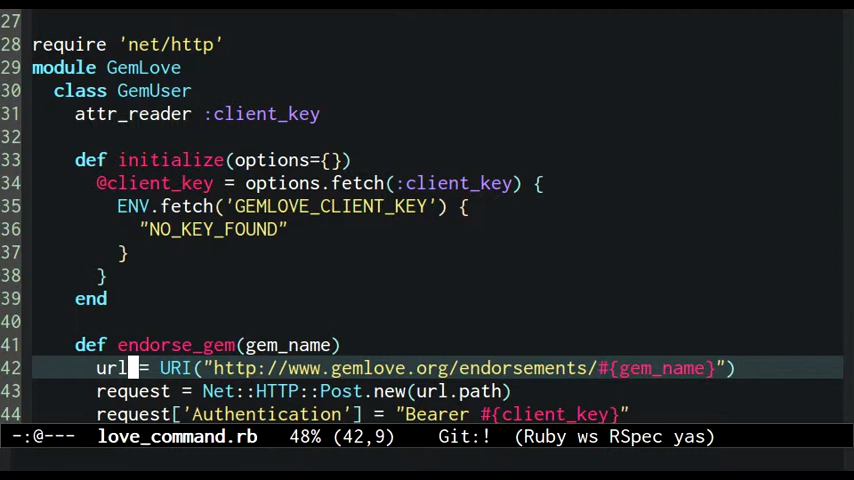 27
28 require 'net/http'
29 module GemLove
30   class GemUser
31     attr_reader :client_key
32
33     def initialize(options={})
34       @client_key = options.fetch(:client_key) {
35         ENV.fetch('GEMLOVE_CLIENT_KEY') {
36           "NO_KEY_FOUND"
37         }
38       }
39     end
40
41     def endorse_gem(gem_name)
42       url = URI("http://www.gemlove.org/endorsements/#{gem_name}")
43       request = Net::HTTP::Post.new(url.path)
44       request['Authentication'] = "Bearer #{client_key}"
-:@---  love_command.rb   48% (42,9)    Git:!  (Ruby ws RSpec yas)